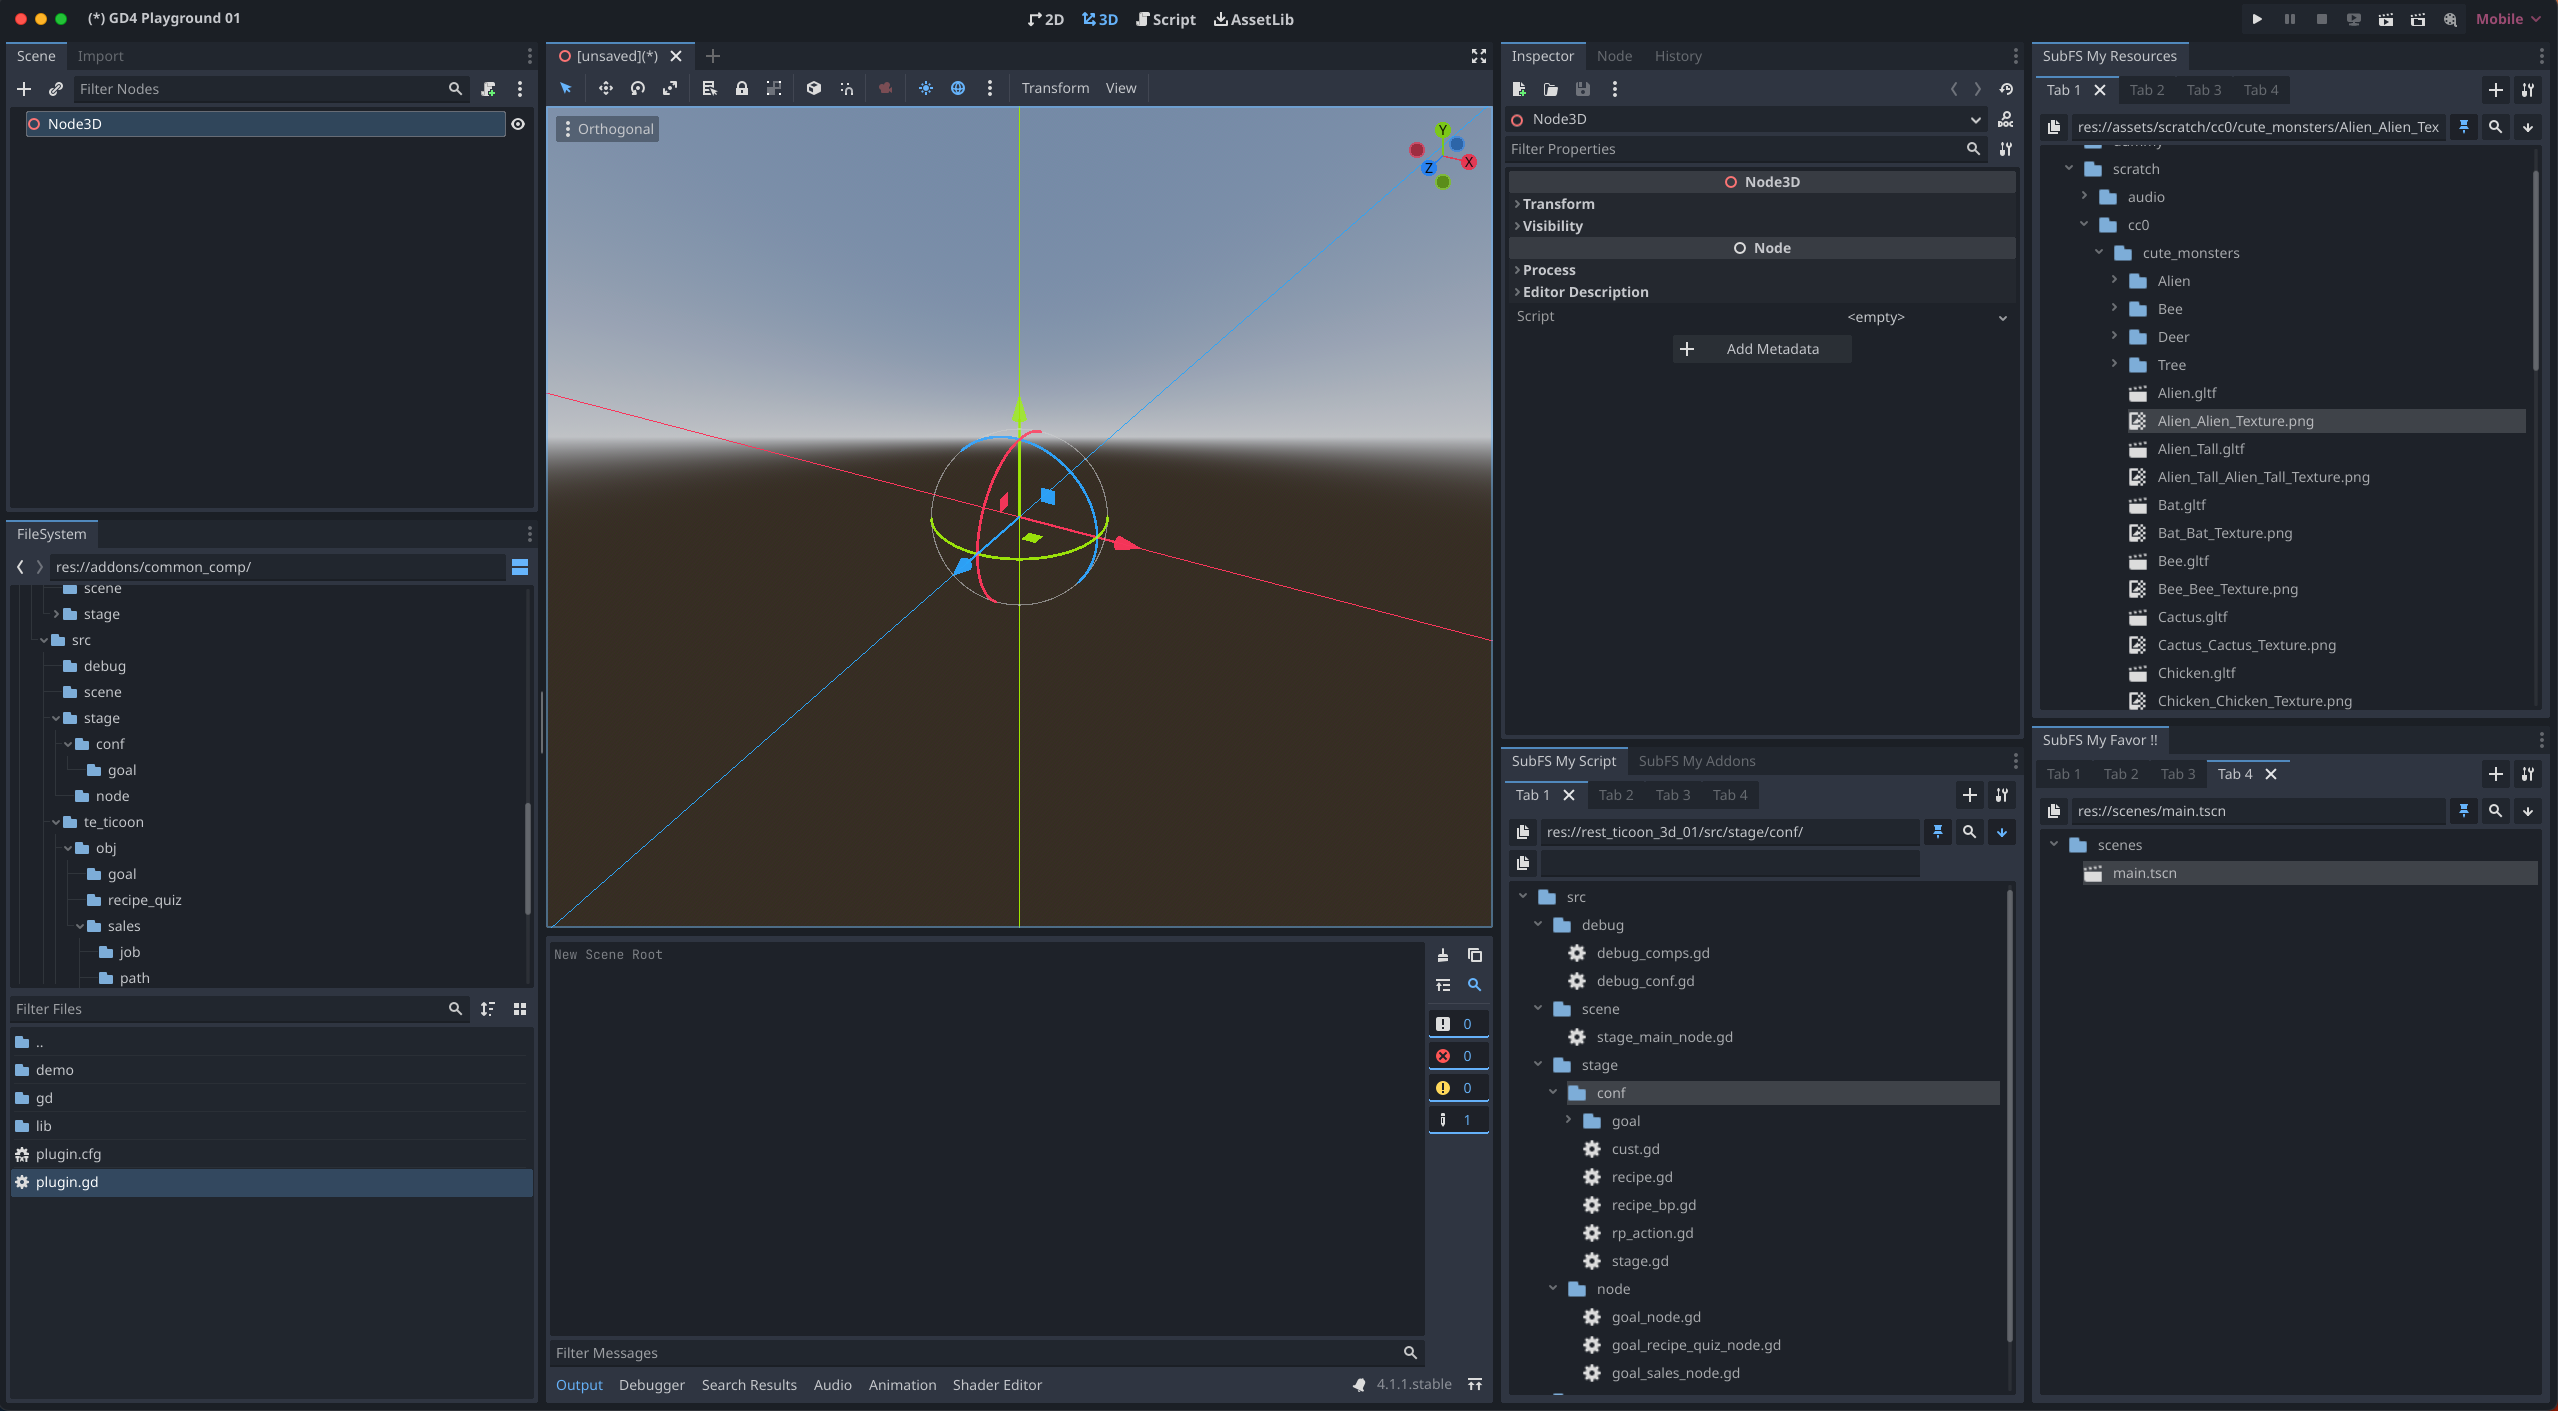 (*) GD4 Playground 01
2D 3D Script AssetLib
Mobile
Scene Import
Filter Nodes
Node3D
FileSystem
res://addons/common_comp/
scene
stage
src
debug
scene
stage
conf
goal
node
te_ticoon
obj
goal
recipe_quiz
sales
job
path
Filter Files
..
demo
gd
lib
plugin.cfg
plugin.gd
[unsaved](*)
Transform View
Orthogonal
Y
X
Z
New Scene Root
0
0
0
1
Filter Messages
Output Debugger Search Results Audio Animation Shader Editor 4.1.1.stable
Inspector Node History
Node3D
Filter Properties
Node3D
Transform
Visibility
Node
Process
Editor Description
Script <empty>
Add Metadata
SubFS My Script SubFS My Addons
Tab 1 Tab 2 Tab 3 Tab 4
res://rest_ticoon_3d_01/src/stage/conf/
src
debug
debug_comps.gd
debug_conf.gd
scene
stage_main_node.gd
stage
conf
goal
cust.gd
recipe.gd
recipe_bp.gd
rp_action.gd
stage.gd
node
goal_node.gd
goal_recipe_quiz_node.gd
goal_sales_node.gd
SubFS My Resources
Tab 1 Tab 2 Tab 3 Tab 4
res://assets/scratch/cc0/cute_monsters/Alien_Alien_Tex
scratch
audio
cc0
cute_monsters
Alien
Bee
Deer
Tree
Alien.gltf
Alien_Alien_Texture.png
Alien_Tall.gltf
Alien_Tall_Alien_Tall_Texture.png
Bat.gltf
Bat_Bat_Texture.png
Bee.gltf
Bee_Bee_Texture.png
Cactus.gltf
Cactus_Cactus_Texture.png
Chicken.gltf
Chicken_Chicken_Texture.png
SubFS My Favor !!
Tab 1 Tab 2 Tab 3 Tab 4
res://scenes/main.tscn
scenes
main.tscn